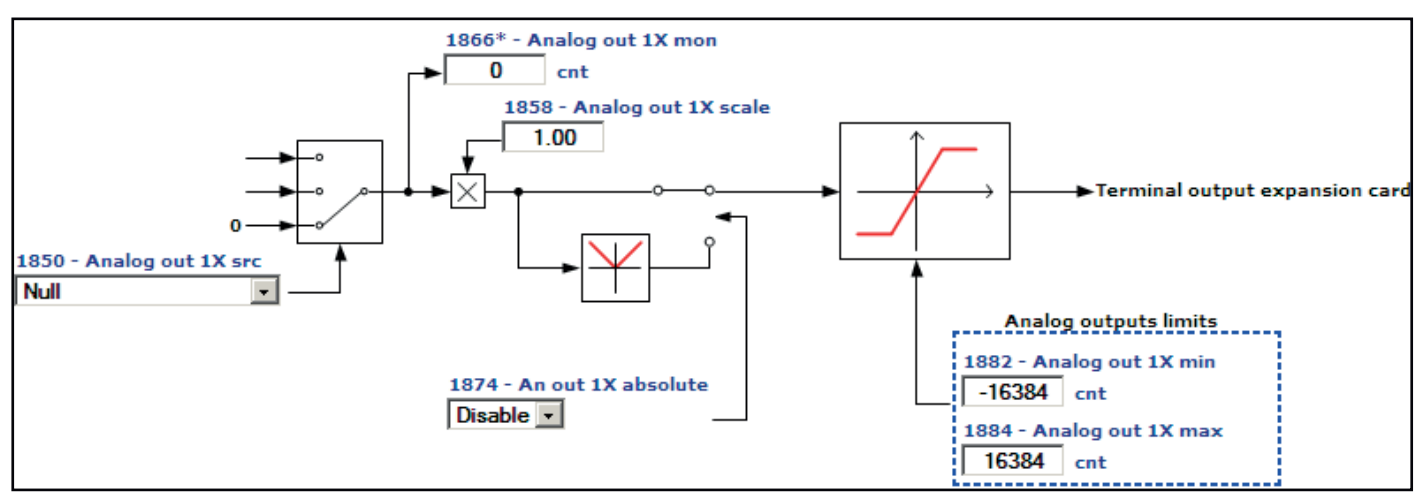 1866* - Analog out 1X mon
0 cnt
1858 - Analog out 1X scale
1.00
0
Terminal output expansion card
1850 - Analog out 1X src
Null
Analog outputs limits
1882 - Analog out 1X min
-16384 cnt
1874 - An out 1X absolute
Disable
1884 - Analog out 1X max
16384 cnt